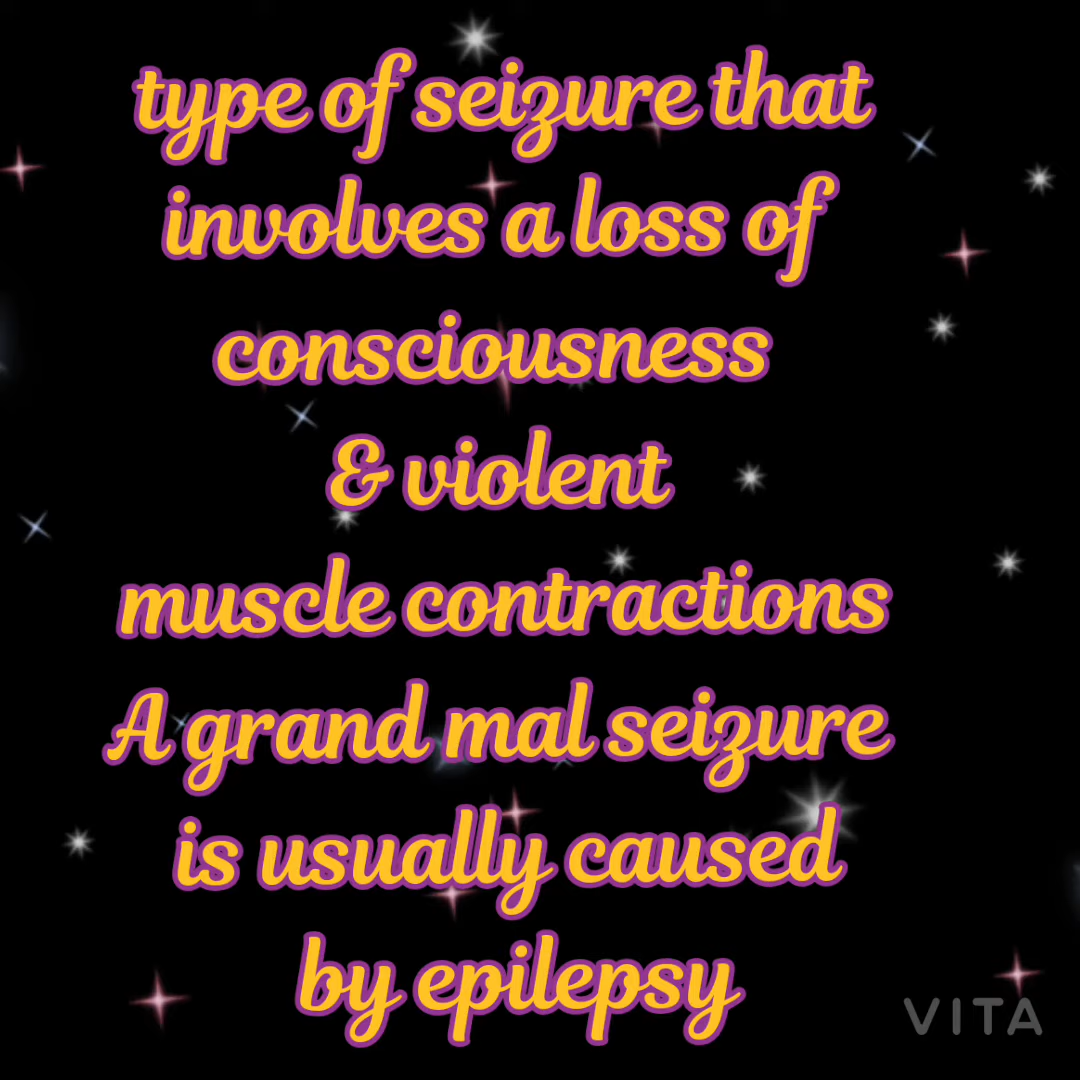 type of seizure that
involves a loss of
consciousness
& violent
muscle contractions
A grand mal seizure
is usually caused
by epilepsy
VITA